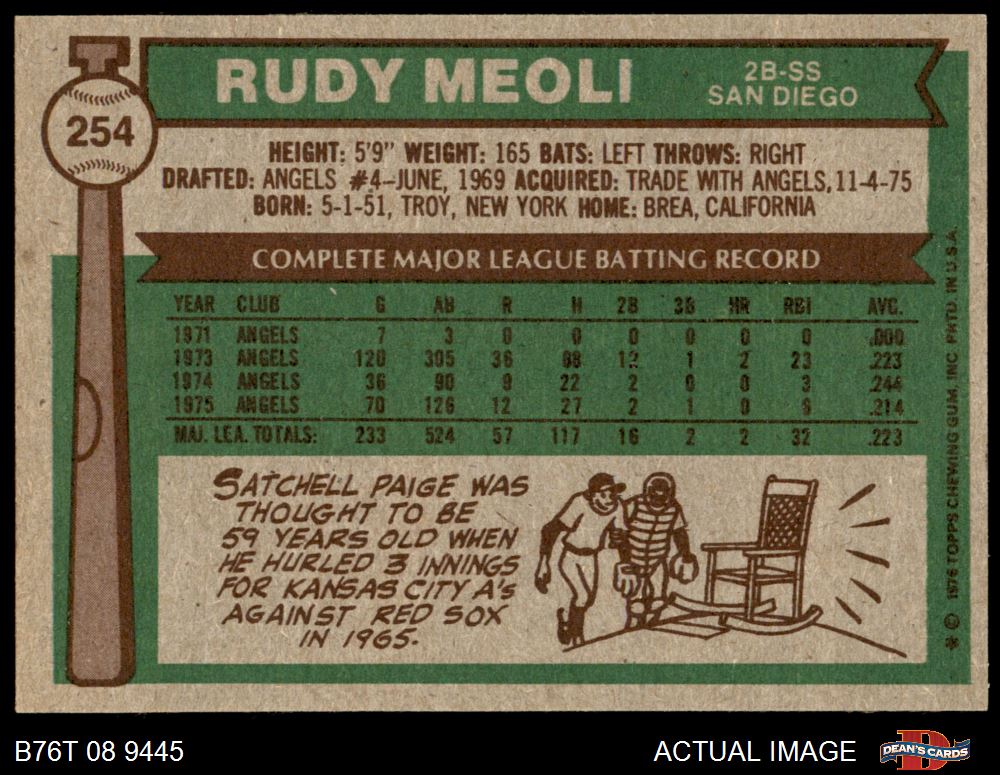 RUDY MEOLI
2B-SS
SAN DIEGO
254
HEIGHT: 5'9" WEIGHT: 165 BATS: LEFT THROWS: RIGHT
DRAFTED: ANGELS #4–JUNE, 1969 ACQUIRED: TRADE WITH ANGELS, 11-4-75
BORN: 5-1-51, TROY, NEW YORK HOME: BREA, CALIFORNIA
COMPLETE MAJOR LEAGUE BATTING RECORD
YEAR CLUB G AB R H 2B 3B HR RBI AVG.
1971 ANGELS 7 3 0 0 0 0 0 0 .000
1973 ANGELS 120 305 36 68 12 1 2 23 .223
1974 ANGELS 36 90 9 22 2 0 0 3 .244
1975 ANGELS 70 126 12 27 2 1 0 6 .214
MAJ. LEA. TOTALS: 233 524 57 117 16 2 2 32 .223
SATCHELL PAIGE WAS
THOUGHT TO BE
59 YEARS OLD WHEN
HE HURLED 3 INNINGS
FOR KANSAS CITY A's
AGAINST RED SOX
IN 1965.
* © 1976 TOPPS CHEWING GUM, INC. PRTD. IN U.S.A.
B76T 08 9445
ACTUAL IMAGE
DEAN'S CARDS